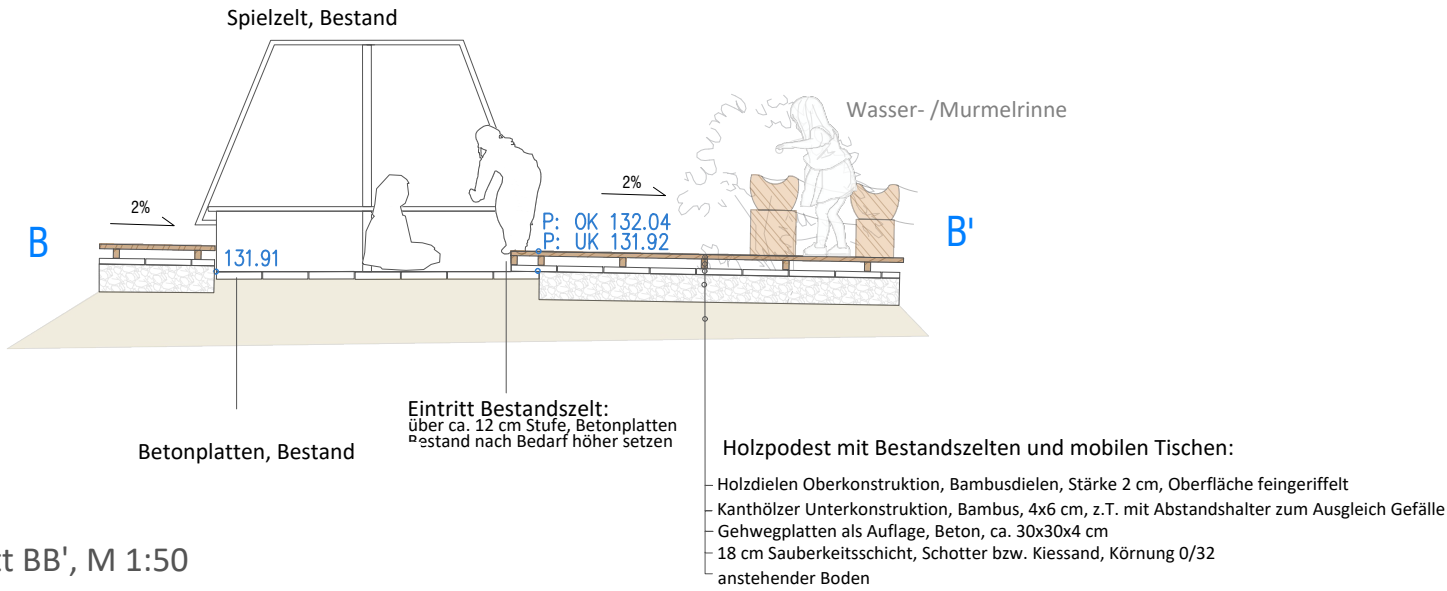 Spielzelt, Bestand
Wasser- /Murmelrinne
2%
2%
B
P: OK 132.04
P: UK 131.92
B'
131.91
Eintritt Bestandszelt:
über ca. 12 cm Stufe, Betonplatten
Bestand nach Bedarf höher setzen
Betonplatten, Bestand
Holzpodest mit Bestandszelten und mobilen Tischen:
Holzdielen Oberkonstruktion, Bambusdielen, Stärke 2 cm, Oberfläche feingeriffelt
Kanthölzer Unterkonstruktion, Bambus, 4x6 cm, z.T. mit Abstandshalter zum Ausgleich Gefälle
Gehwegplatten als Auflage, Beton, ca. 30x30x4 cm
18 cm Sauberkeitsschicht, Schotter bzw. Kiessand, Körnung 0/32
anstehender Boden
BB', M 1:50